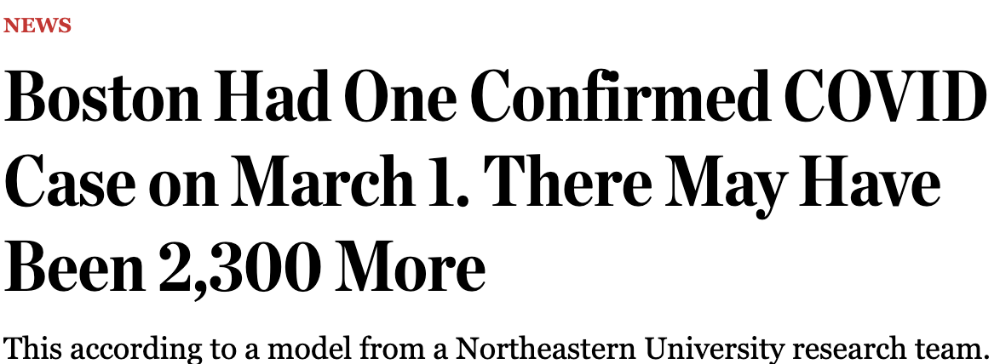 NEWS
Boston Had One Confirmed COVID
Case on March 1. There May Have
Been 2,300 More
This according to a model from a Northeastern University research team.